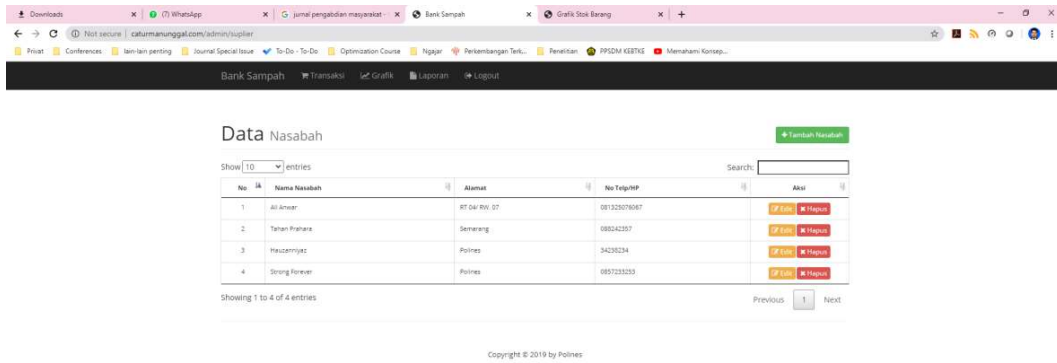 Downloads
(7) WhatsApp
jurnal pengabdian masyarakat -
Bank Sampah
Grafik Stok Barang
Not secure | caturmanunggal.com/admin/suplier
Privat Conferences lain-lain penting Journal Special Issue To-Do - To-Do Optimization Course Ngajar Perkembangan Terk... Penelitian PPSDM KEBTKE Memahami Konsep...
Bank Sampah Transaksi Grafik Laporan Logout
Data Nasabah
Tambah Nasabah
Show 10 entries
Search:
No Nama Nasabah Alamat No Telp/HP Aksi
1 Ali Anwar RT 04/ RW. 07 081325076067 Edit Hapus
2 Tahan Prahara Semarang 086242357 Edit Hapus
3 Hauzanniyaz Polines 34238234 Edit Hapus
4 Strong Forever Polines 0857233253 Edit Hapus
Showing 1 to 4 of 4 entries
Previous 1 Next
Copyright © 2019 by Polines